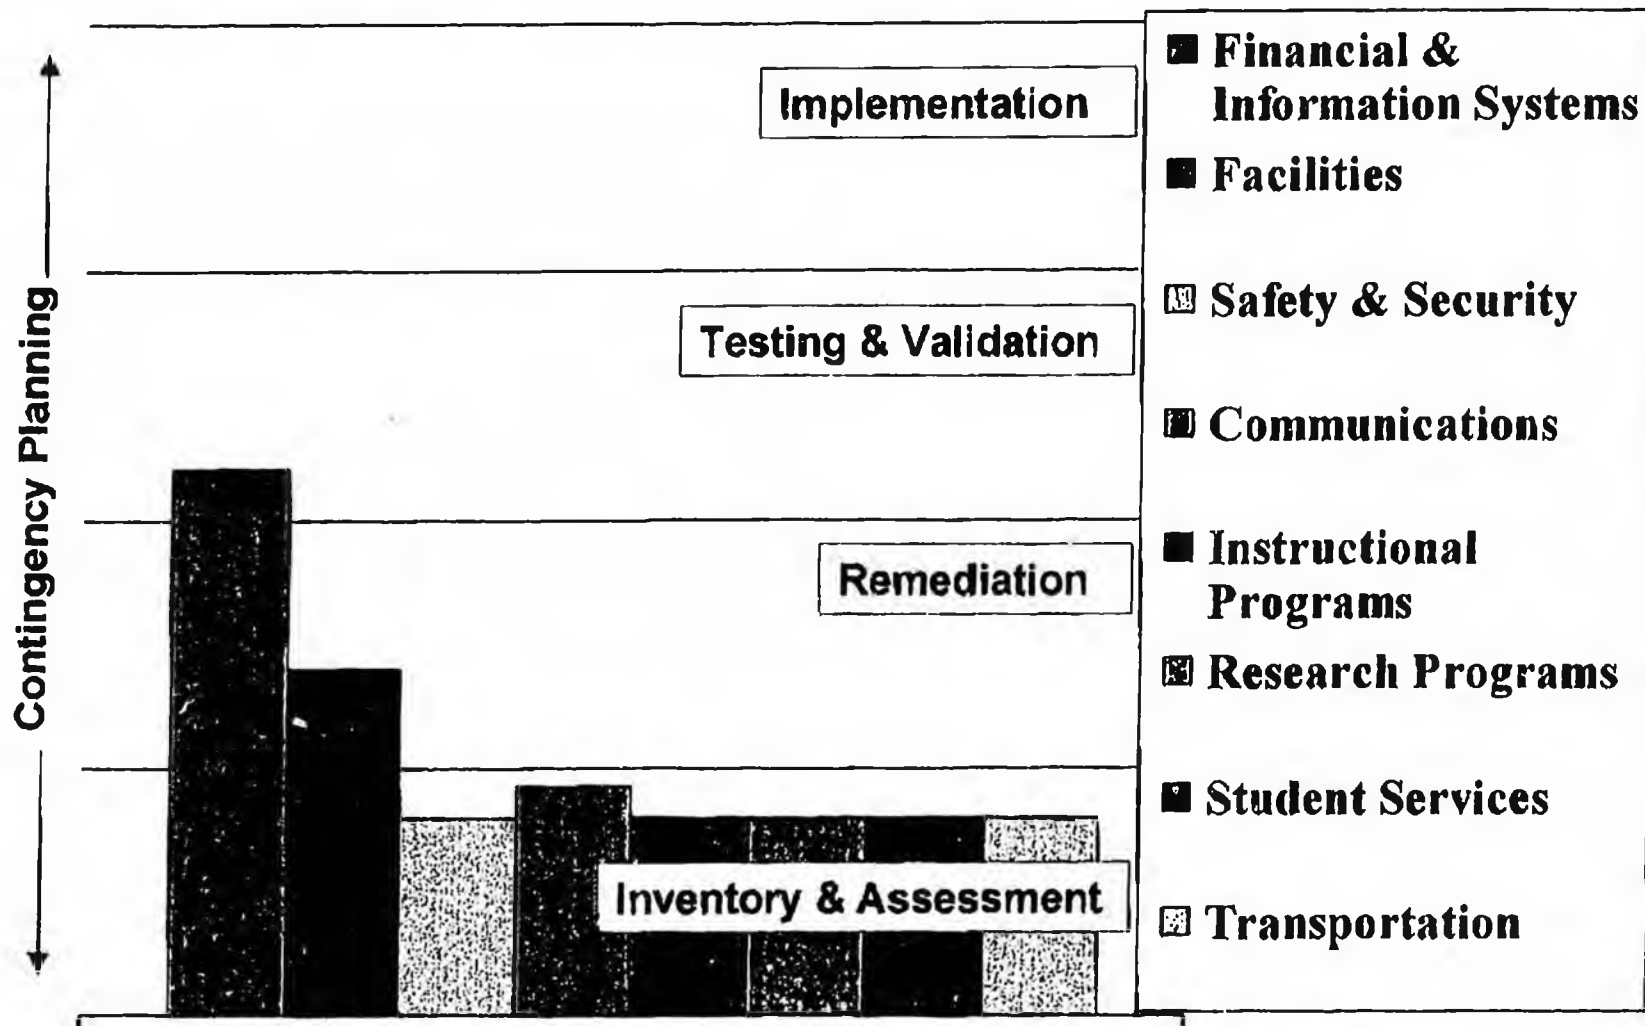 Contingency Planning
Implementation
Testing & Validation
Remediation
Inventory & Assessment
Financial &
Information Systems
Facilities
Safety & Security
Communications
Instructional
Programs
Research Programs
Student Services
Transportation